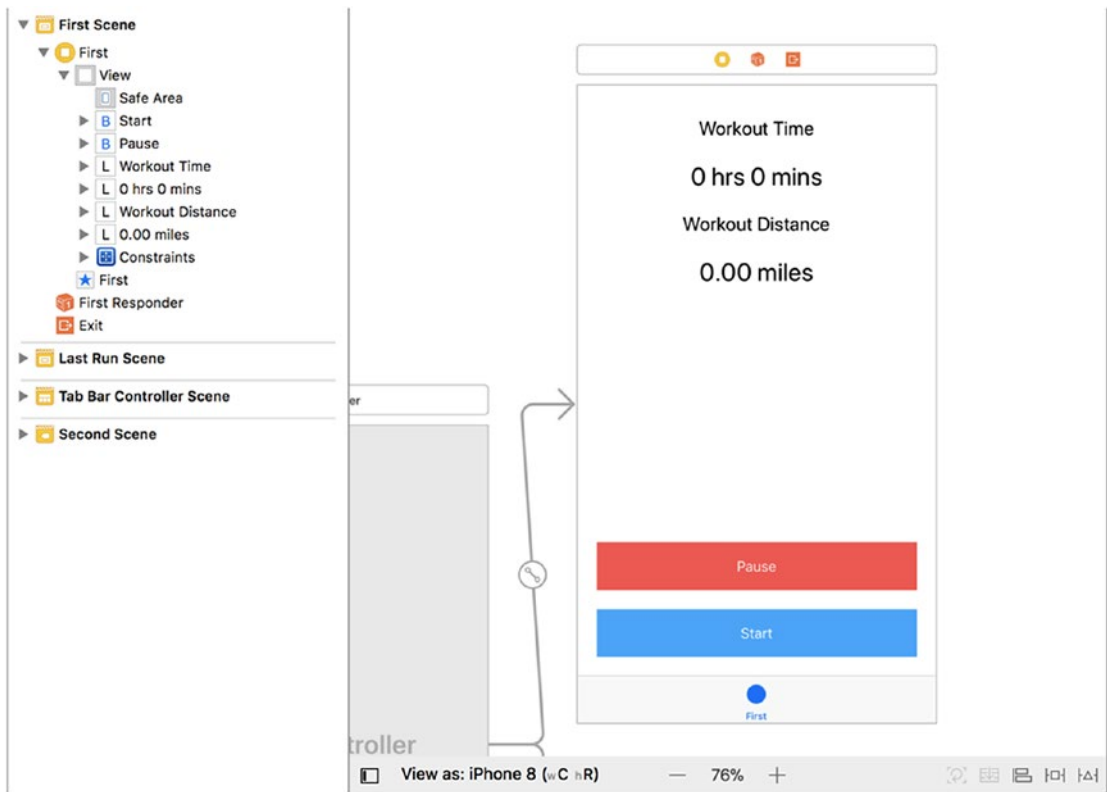 First Scene
First
View
Safe Area
B Start
B Pause
L Workout Time
L 0 hrs 0 mins
L Workout Distance
L 0.00 miles
Constraints
First
First Responder
Exit
Last Run Scene
Tab Bar Controller Scene
Second Scene
er
troller
Workout Time
0 hrs 0 mins
Workout Distance
0.00 miles
Pause
Start
First
View as: iPhone 8 (wC hR)
— 76% +